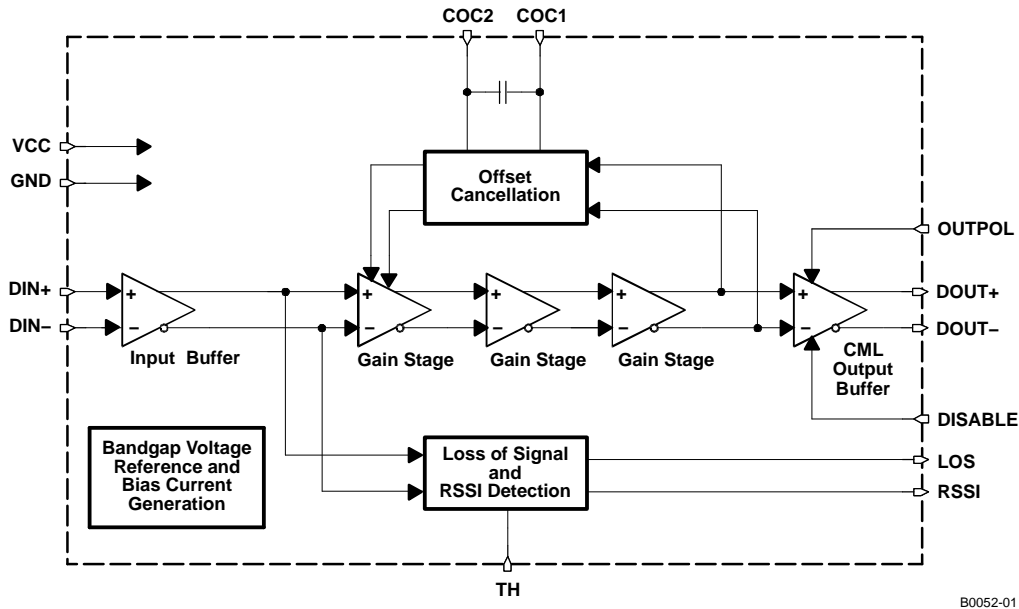 COC2 COC1
VCC
GND
Offset
Cancellation
OUTPOL
DIN+
DIN–
+
–
+
–
+
–
+
–
+
–
DOUT+
DOUT–
Input Buffer
Gain Stage
Gain Stage
Gain Stage
CML
Output
Buffer
DISABLE
Bandgap Voltage
Reference and
Bias Current
Generation
Loss of Signal
and
RSSI Detection
LOS
RSSI
TH
B0052-01